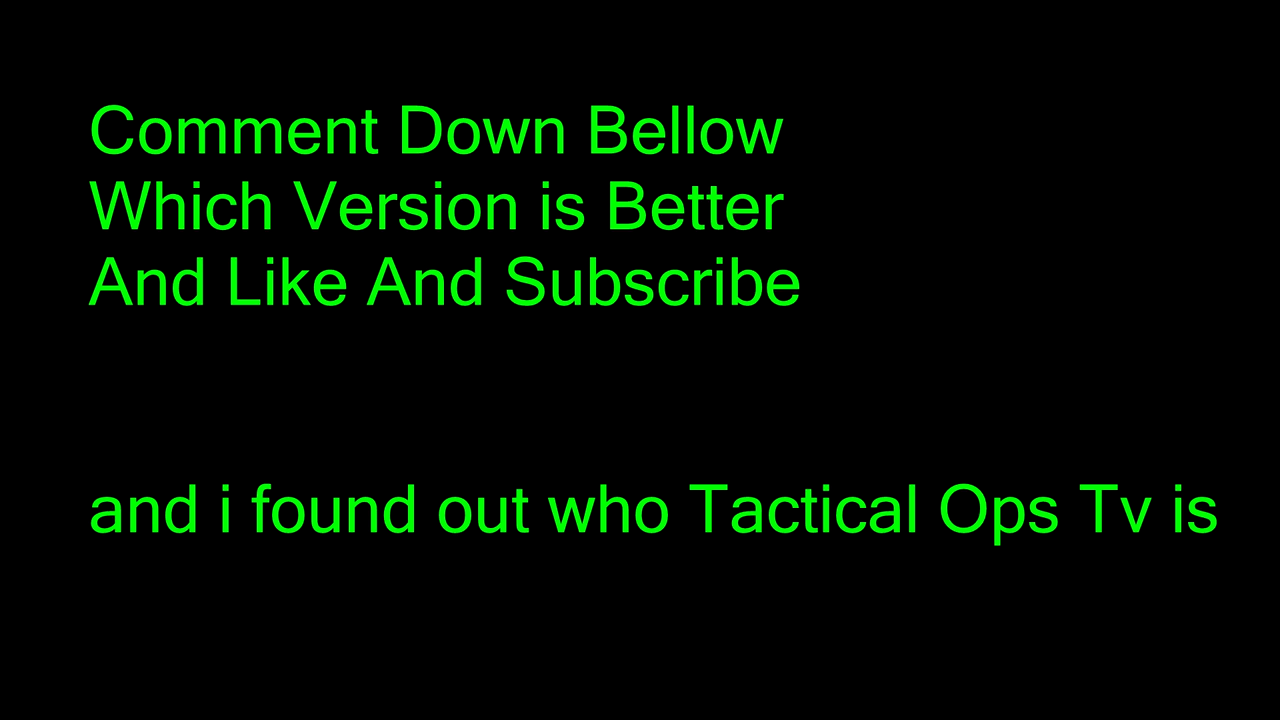 Comment Down Bellow
Which Version is Better
And Like And Subscribe
and i found out who Tactical Ops Tv is